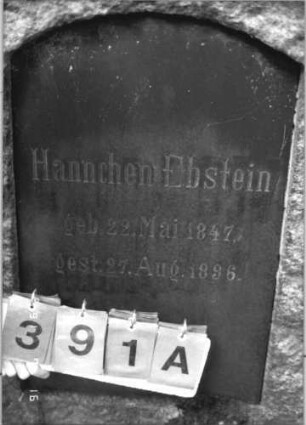 Hannchen Ebstein
geb. 22. Mai 1847.
gest. 27. Aug. 1896.
391A